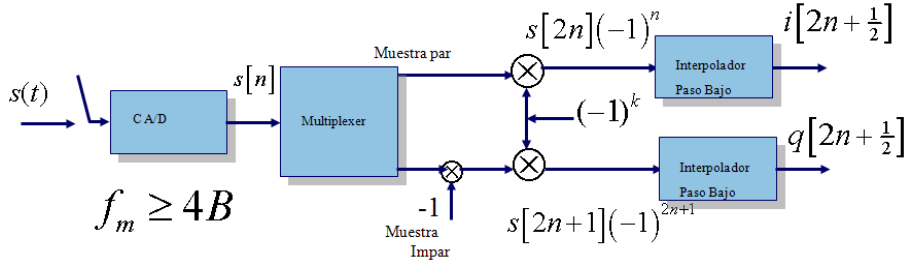 s(t)
C A/D
s[n]
Multiplexer
f_m ≥ 4B
Muestra par
s[2n](-1)^n
Interpolador
Paso Bajo
i[2n + 1/2]
(-1)^k
-1
Muestra
Impar
s[2n+1](-1)^{2n+1}
Interpolador
Paso Bajo
q[2n + 1/2]